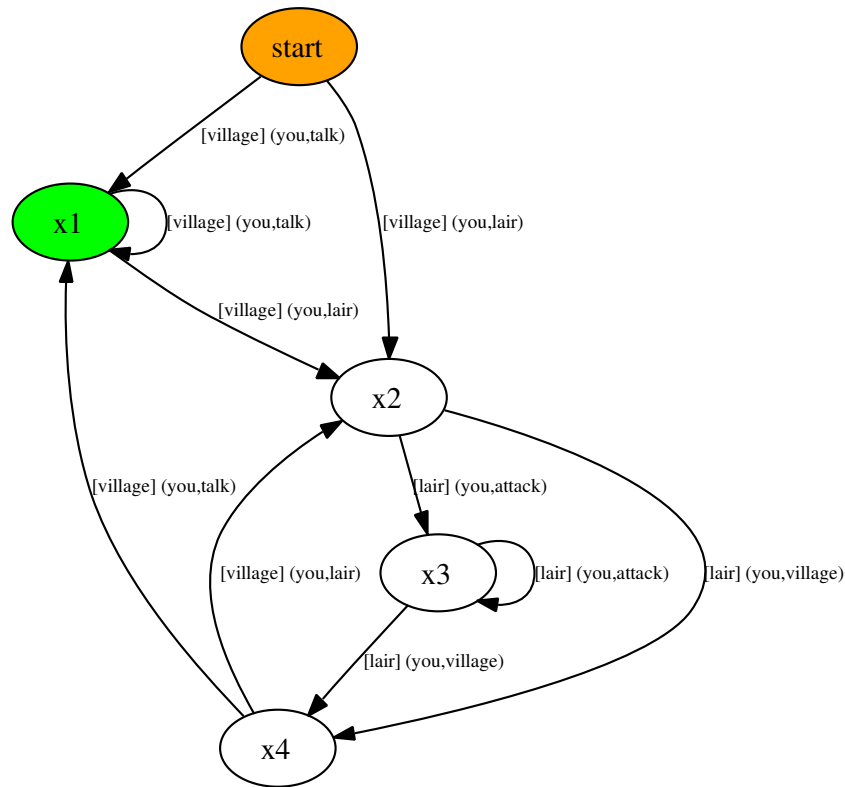 start
[village] (you,talk)
x1
[village] (you,talk)
[village] (you,lair)
[village] (you,lair)
x2
[village] (you,talk)
[lair] (you,attack)
[village] (you,lair)
x3
[lair] (you,attack)
[lair] (you,village)
[lair] (you,village)
x4